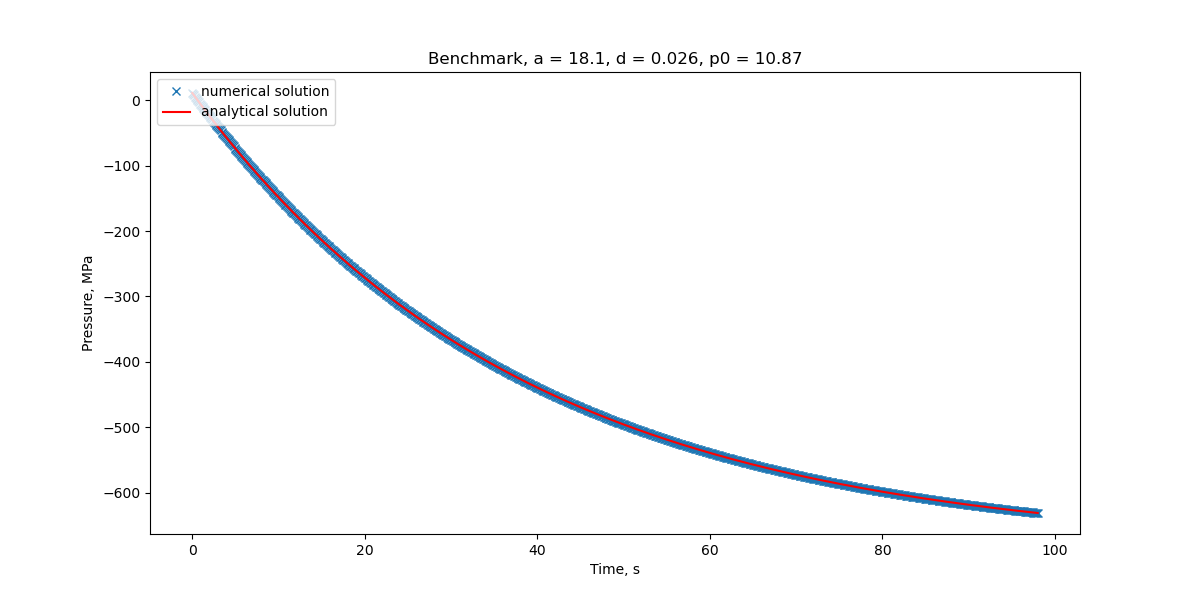 Benchmark, a = 18.1, d = 0.026, p0 = 10.87
numerical solution
analytical solution
0
−100
−200
−300
−400
−500
−600
Pressure, MPa
0 20 40 60 80 100
Time, s